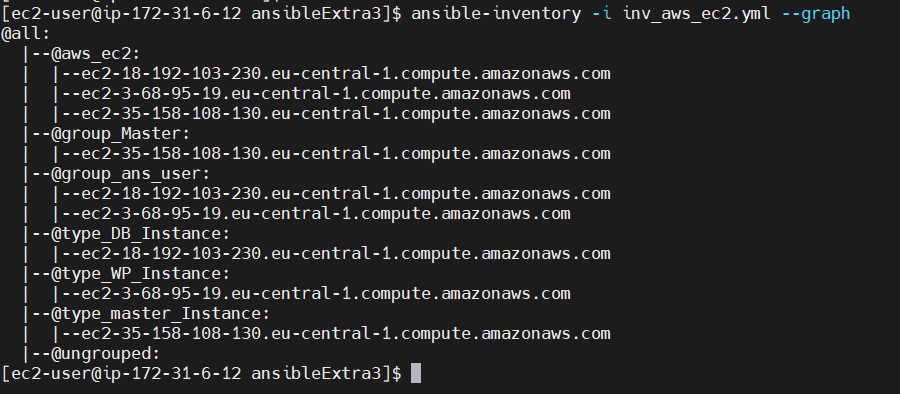 [ec2-user@ip-172-31-6-12 ansibleExtra3]$ ansible-inventory -i inv_aws_ec2.yml --graph
@all:
  |--@aws_ec2:
  |  |--ec2-18-192-103-230.eu-central-1.compute.amazonaws.com
  |  |--ec2-3-68-95-19.eu-central-1.compute.amazonaws.com
  |  |--ec2-35-158-108-130.eu-central-1.compute.amazonaws.com
  |--@group_Master:
  |  |--ec2-35-158-108-130.eu-central-1.compute.amazonaws.com
  |--@group_ans_user:
  |  |--ec2-18-192-103-230.eu-central-1.compute.amazonaws.com
  |  |--ec2-3-68-95-19.eu-central-1.compute.amazonaws.com
  |--@type_DB_Instance:
  |  |--ec2-18-192-103-230.eu-central-1.compute.amazonaws.com
  |--@type_WP_Instance:
  |  |--ec2-3-68-95-19.eu-central-1.compute.amazonaws.com
  |--@type_master_Instance:
  |  |--ec2-35-158-108-130.eu-central-1.compute.amazonaws.com
  |--@ungrouped:
[ec2-user@ip-172-31-6-12 ansibleExtra3]$